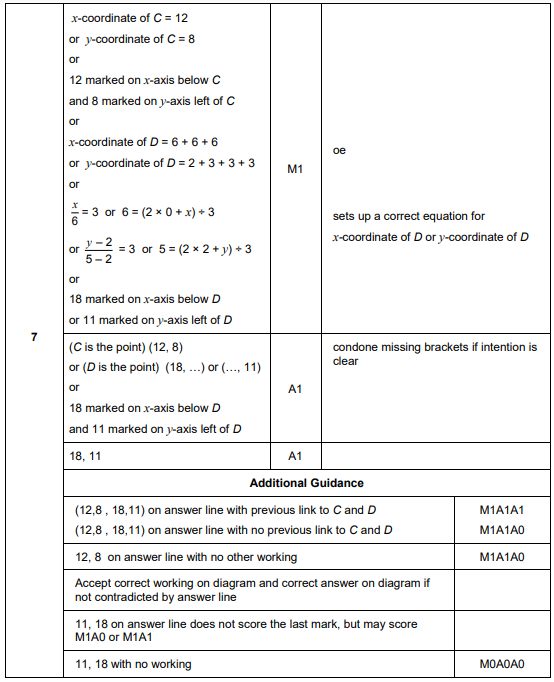 x-coordinate of C = 12
or y-coordinate of C = 8
or
12 marked on x-axis below C
and 8 marked on y-axis left of C
or
x-coordinate of D = 6 + 6 + 6
or y-coordinate of D = 2 + 3 + 3 + 3
or
x/6 = 3 or 6 = (2 × 0 + x) ÷ 3
or (y – 2)/(5 – 2) = 3 or 5 = (2 × 2 + y) ÷ 3
or
18 marked on x-axis below D
or 11 marked on y-axis left of D
M1
oe
sets up a correct equation for
x-coordinate of D or y-coordinate of D
7
(C is the point) (12, 8)
or (D is the point) (18, …) or (…, 11)
or
18 marked on x-axis below D
and 11 marked on y-axis left of D
A1
condone missing brackets if intention is
clear
18, 11
A1
Additional Guidance
(12,8 , 18,11) on answer line with previous link to C and D
M1A1A1
(12,8 , 18,11) on answer line with no previous link to C and D
M1A1A0
12, 8 on answer line with no other working
M1A1A0
Accept correct working on diagram and correct answer on diagram if
not contradicted by answer line
11, 18 on answer line does not score the last mark, but may score
M1A0 or M1A1
11, 18 with no working
M0A0A0